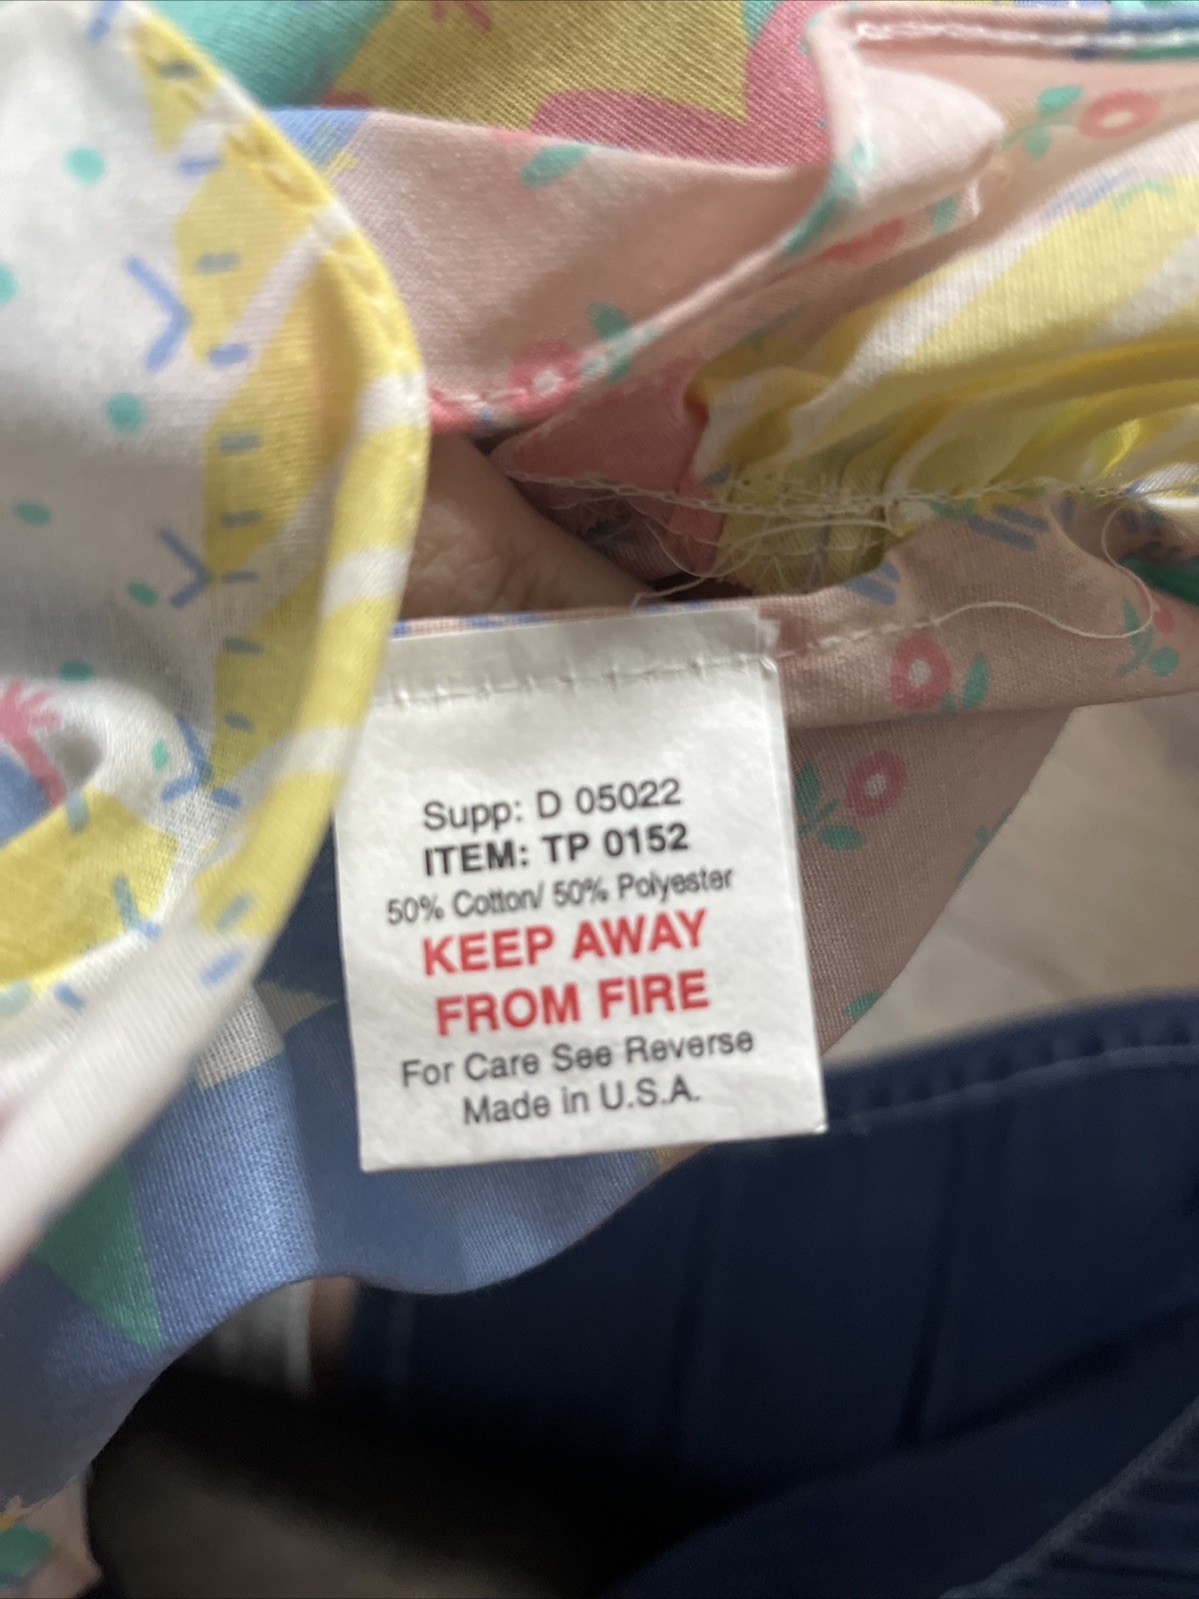 Supp: D 05022
ITEM: TP 0152
50% Cotton/ 50% Polyester
KEEP AWAY
FROM FIRE
For Care See Reverse
Made in U.S.A.